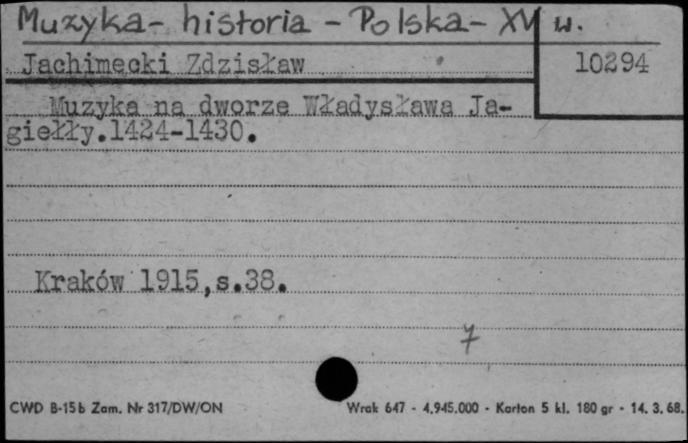 Muzyka - historia - Polska - XV w.
Jachimecki Zdzisław
10294
Muzyka na dworze Władysława Ja-
giełły.1424-1430.
Kraków 1915,s.38.
7
CWD B-15b Zam. Nr 317/DW/ON
Wrak 647 - 4.945.000 - Karton 5 kl. 180 gr - 14. 3. 68.